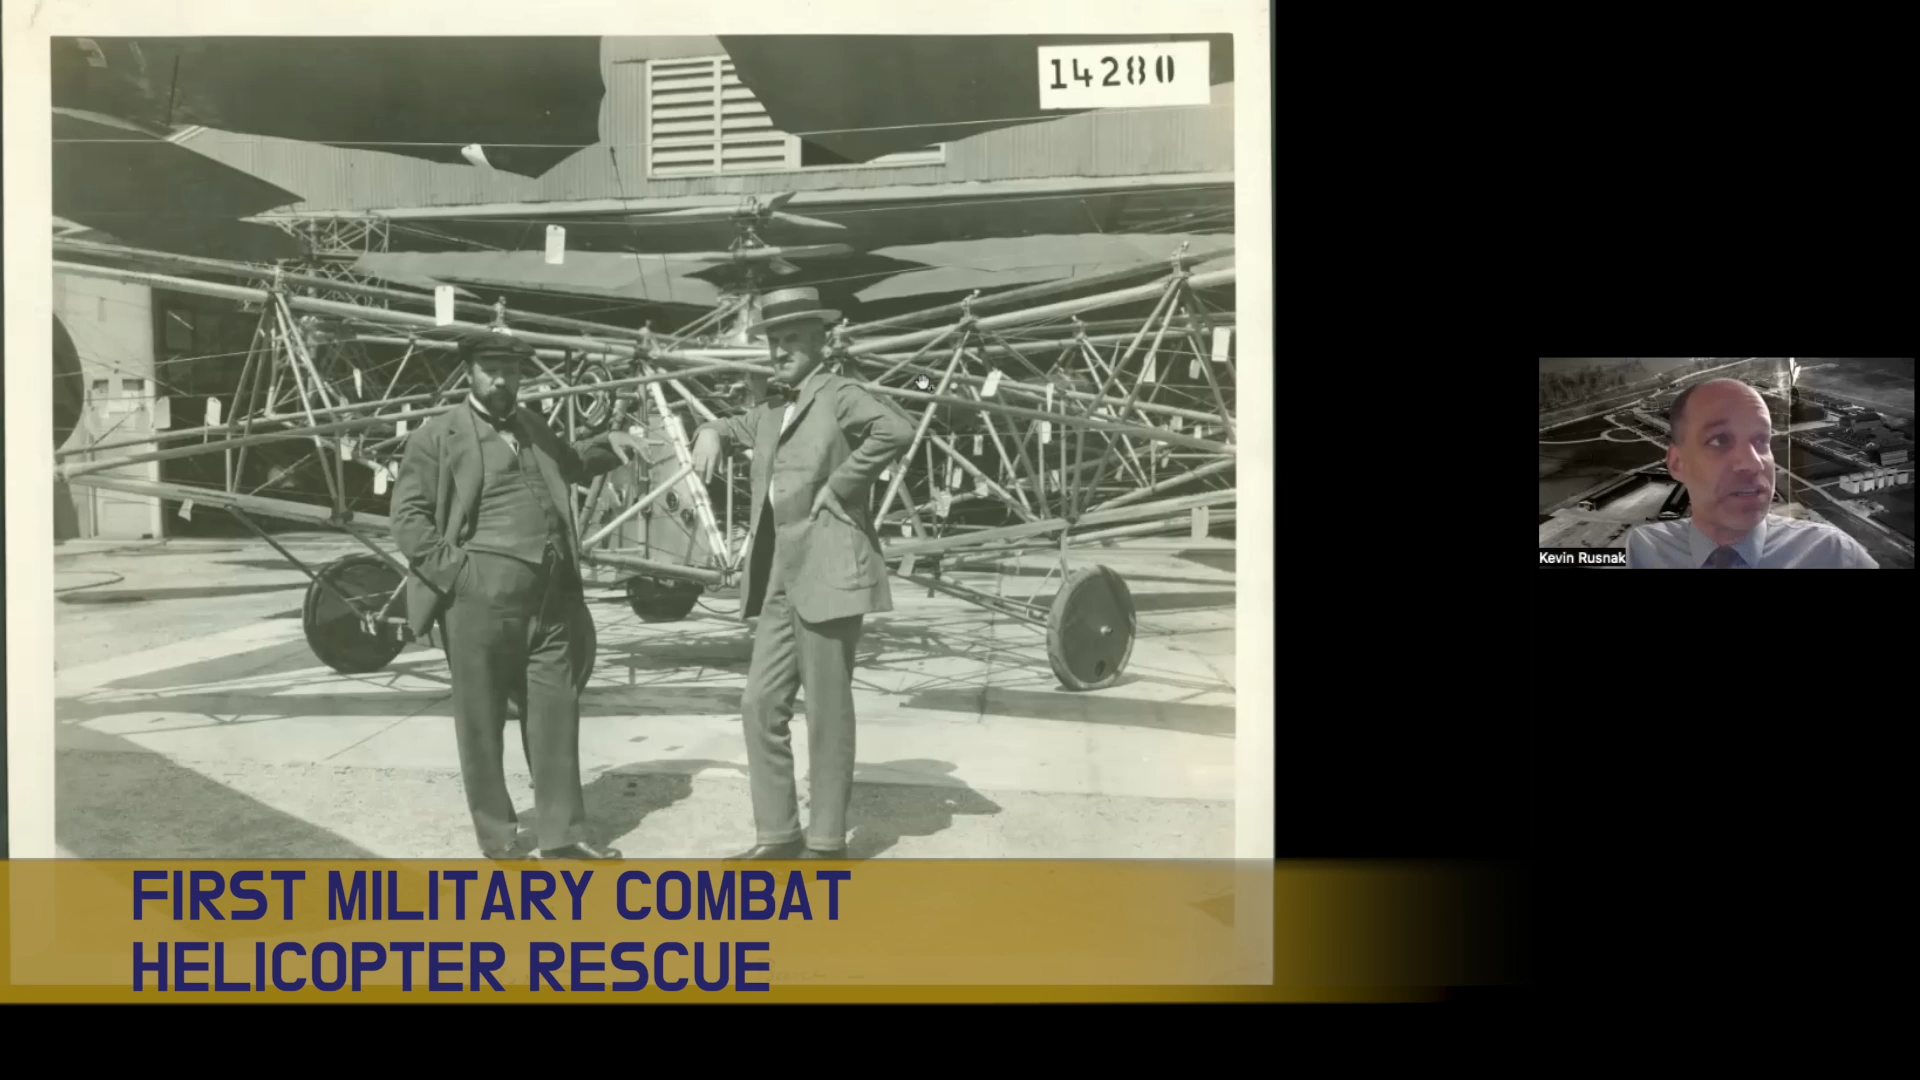 14280
Kevin Rusnak
FIRST MILITARY COMBAT
HELICOPTER RESCUE